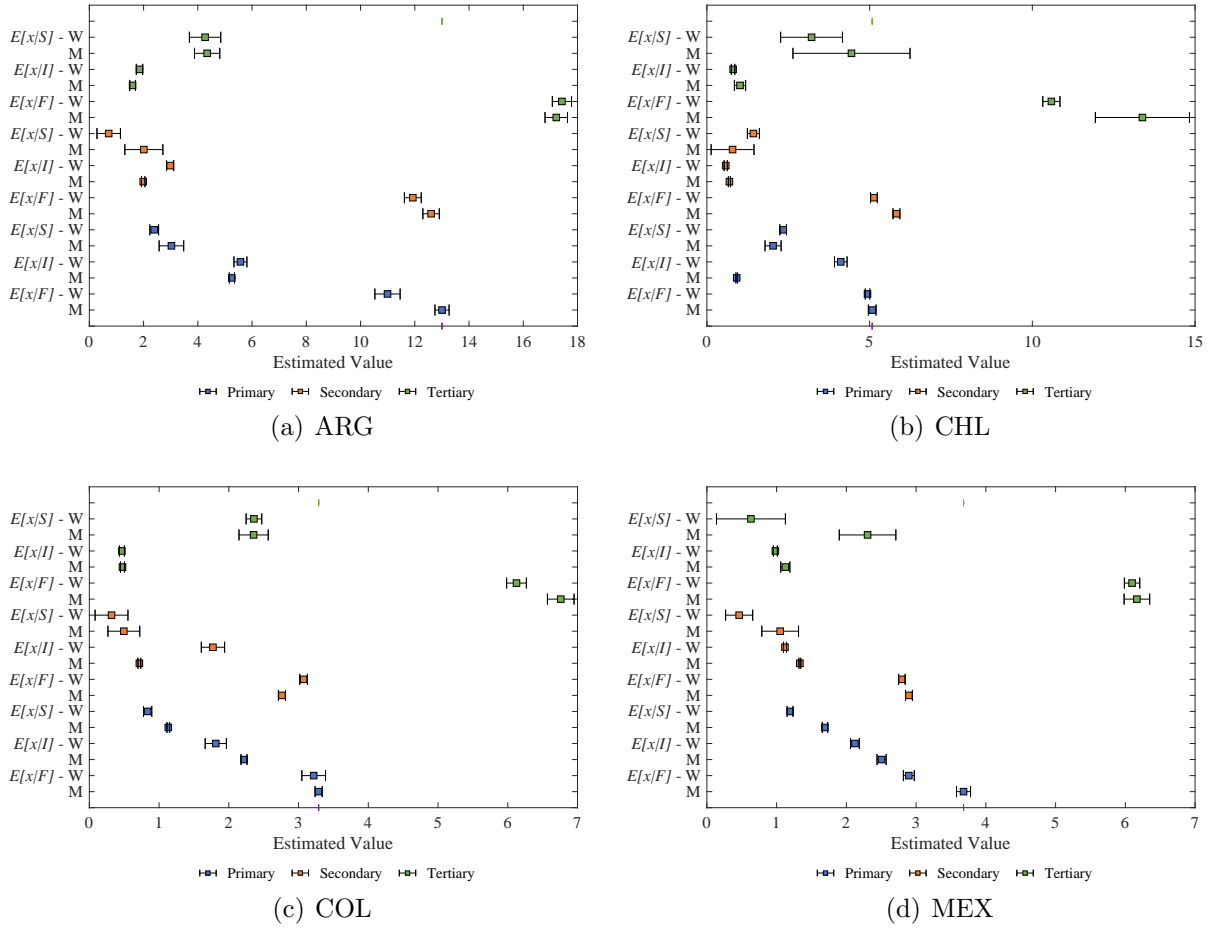 E[x/S] - W
M
E[x/I] - W
M
E[x/F] - W
M
E[x/S] - W
M
E[x/I] - W
M
E[x/F] - W
M
E[x/S] - W
M
E[x/I] - W
M
E[x/F] - W
M
0 2 4 6 8 10 12 14 16 18
Estimated Value
Primary Secondary Tertiary
(a) ARG
E[x/S] - W
M
E[x/I] - W
M
E[x/F] - W
M
E[x/S] - W
M
E[x/I] - W
M
E[x/F] - W
M
E[x/S] - W
M
E[x/I] - W
M
E[x/F] - W
M
0 5 10 15
Estimated Value
Primary Secondary Tertiary
(b) CHL
E[x/S] - W
M
E[x/I] - W
M
E[x/F] - W
M
E[x/S] - W
M
E[x/I] - W
M
E[x/F] - W
M
E[x/S] - W
M
E[x/I] - W
M
E[x/F] - W
M
0 1 2 3 4 5 6 7
Estimated Value
Primary Secondary Tertiary
(c) COL
E[x/S] - W
M
E[x/I] - W
M
E[x/F] - W
M
E[x/S] - W
M
E[x/I] - W
M
E[x/F] - W
M
E[x/S] - W
M
E[x/I] - W
M
E[x/F] - W
M
0 1 2 3 4 5 6 7
Estimated Value
Primary Secondary Tertiary
(d) MEX